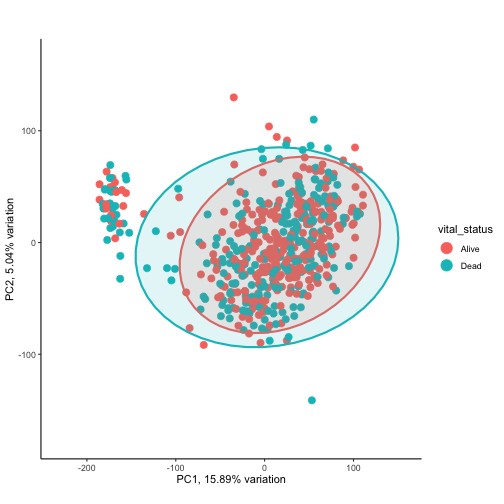 100
0
-100
-200
-100
0
100
PC1, 15.89% variation
PC2, 5.04% variation
vital_status
Alive
Dead